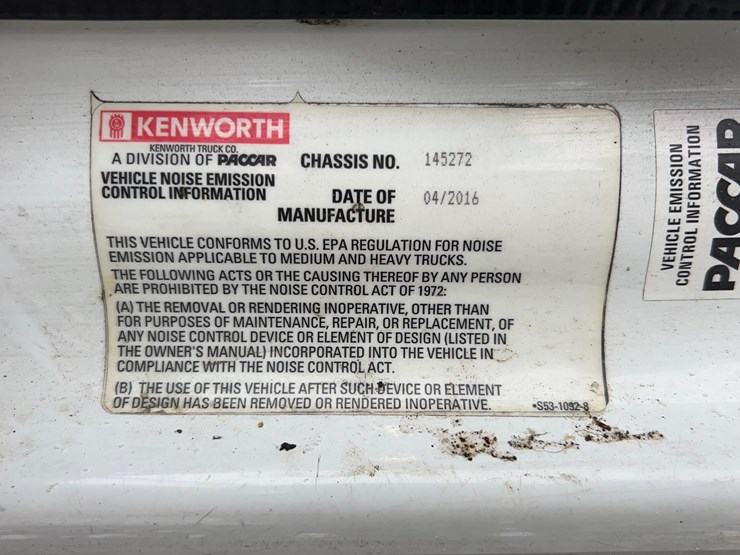 KENWORTH
KENWORTH TRUCK CO.
A DIVISION OF PACCAR
VEHICLE NOISE EMISSION
CONTROL INFORMATION
CHASSIS NO. 145272
DATE OF
MANUFACTURE
04/2016
THIS VEHICLE CONFORMS TO U.S. EPA REGULATION FOR NOISE
EMISSION APPLICABLE TO MEDIUM AND HEAVY TRUCKS.
THE FOLLOWING ACTS OR THE CAUSING THEREOF BY ANY PERSON
ARE PROHIBITED BY THE NOISE CONTROL ACT OF 1972:
(A) THE REMOVAL OR RENDERING INOPERATIVE, OTHER THAN
FOR PURPOSES OF MAINTENANCE, REPAIR, OR REPLACEMENT, OF
ANY NOISE CONTROL DEVICE OR ELEMENT OF DESIGN (LISTED IN
THE OWNER'S MANUAL) INCORPORATED INTO THE VEHICLE IN
COMPLIANCE WITH THE NOISE CONTROL ACT.
(B) THE USE OF THIS VEHICLE AFTER SUCH DEVICE OR ELEMENT
OF DESIGN HAS BEEN REMOVED OR RENDERED INOPERATIVE.
•S53-1092-8
VEHICLE EMISSION
CONTROL INFORMATION
PACCAR